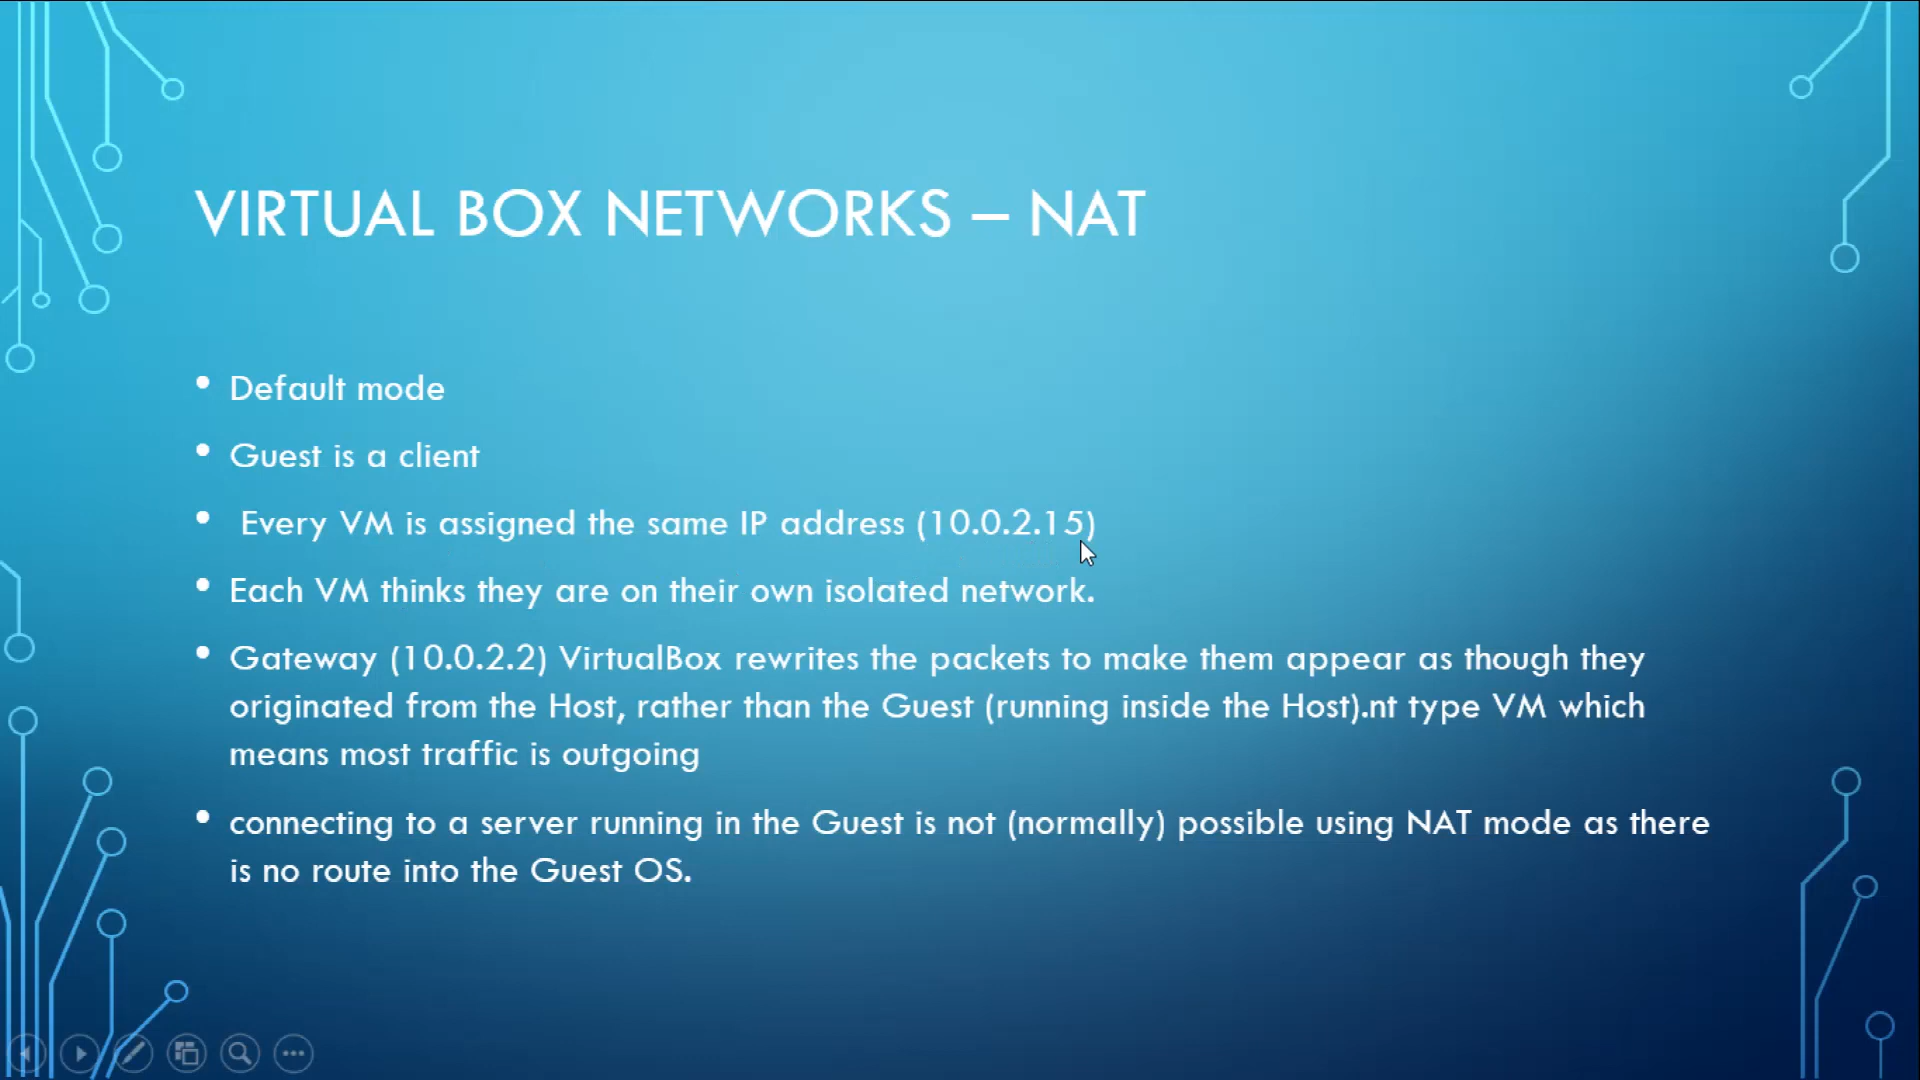 VIRTUAL BOX NETWORKS – NAT
• Default mode
• Guest is a client
• Every VM is assigned the same IP address (10.0.2.15)
• Each VM thinks they are on their own isolated network.
• Gateway (10.0.2.2) VirtualBox rewrites the packets to make them appear as though they
originated from the Host, rather than the Guest (running inside the Host).nt type VM which
means most traffic is outgoing
• connecting to a server running in the Guest is not (normally) possible using NAT mode as there
is no route into the Guest OS.